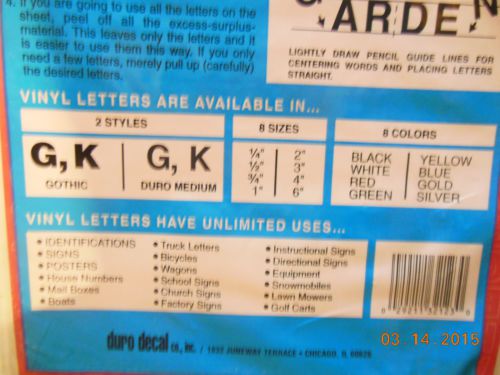 4. If you are going to use all the letters on the
sheet, peel off all the excess-surplus-
material. This leaves only the letters and it
is easier to use them this way. If you only
need a few letters, merely pull up (carefully)
the desired letters.
ARDEN
LIGHTLY DRAW PENCIL GUIDE LINES FOR
CENTERING WORDS AND PLACING LETTERS
STRAIGHT.
VINYL LETTERS ARE AVAILABLE IN...
2 STYLES
G, K
GOTHIC
G, K
DURO MEDIUM
8 SIZES
¼" 2"
½" 3"
¾" 4"
1" 6"
8 COLORS
BLACK YELLOW
WHITE BLUE
RED GOLD
GREEN SILVER
VINYL LETTERS HAVE UNLIMITED USES...
• IDENTIFICATIONS
• SIGNS
• POSTERS
• House Numbers
• Mail Boxes
• Boats
• Truck Letters
• Bicycles
• Wagons
• School Signs
• Church Signs
• Factory Signs
• Instructional Signs
• Directional Signs
• Equipment
• Snowmobiles
• Lawn Mowers
• Golf Carts
duro decal co., inc. / 1832 JUNEWAY TERRACE • CHICAGO, IL 60626
03.14.2015